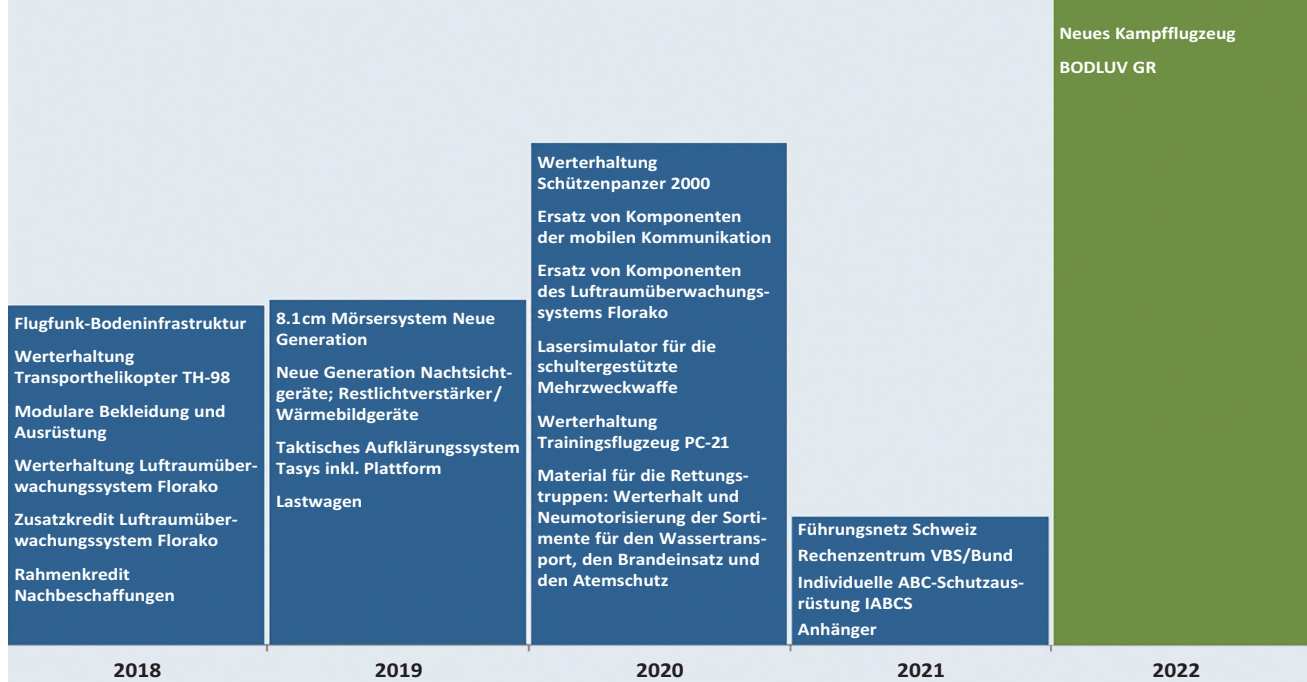 Flugfunk-Bodeninfrastruktur
Werterhaltung
Transporthelikopter TH-98
Modulare Bekleidung und
Ausrüstung
Werterhaltung Luftraumüber-
wachungssystem Florako
Zusatzkredit Luftraumüber-
wachungssystem Florako
Rahmenkredit
Nachbeschaffungen
8.1cm Mörsersystem Neue
Generation
Neue Generation Nachtsicht-
geräte; Restlichtverstärker/
Wärmebildgeräte
Taktisches Aufklärungssystem
Tasys inkl. Plattform
Lastwagen
Werterhaltung
Schützenpanzer 2000
Ersatz von Komponenten
der mobilen Kommunikation
Ersatz von Komponenten
des Luftraumüberwachungs-
systems Florako
Lasersimulator für die
schultergestützte
Mehrzweckwaffe
Werterhaltung
Trainingsflugzeug PC-21
Material für die Rettungs-
truppen: Werterhalt und
Neumotorisierung der Sorti-
mente für den Wassertrans-
port, den Brandeinsatz und
den Atemschutz
Führungsnetz Schweiz
Rechenzentrum VBS/Bund
Individuelle ABC-Schutzaus-
rüstung IABCS
Anhänger
Neues Kampfflugzeug
BODLUV GR
2018 2019 2020 2021 2022